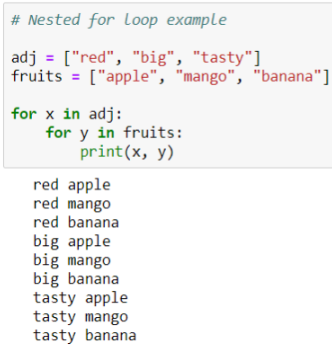 # Nested for loop example
adj = ["red", "big", "tasty"]
fruits = ["apple", "mango", "banana"]
for x in adj:
    for y in fruits:
        print(x, y)
red apple
red mango
red banana
big apple
big mango
big banana
tasty apple
tasty mango
tasty banana